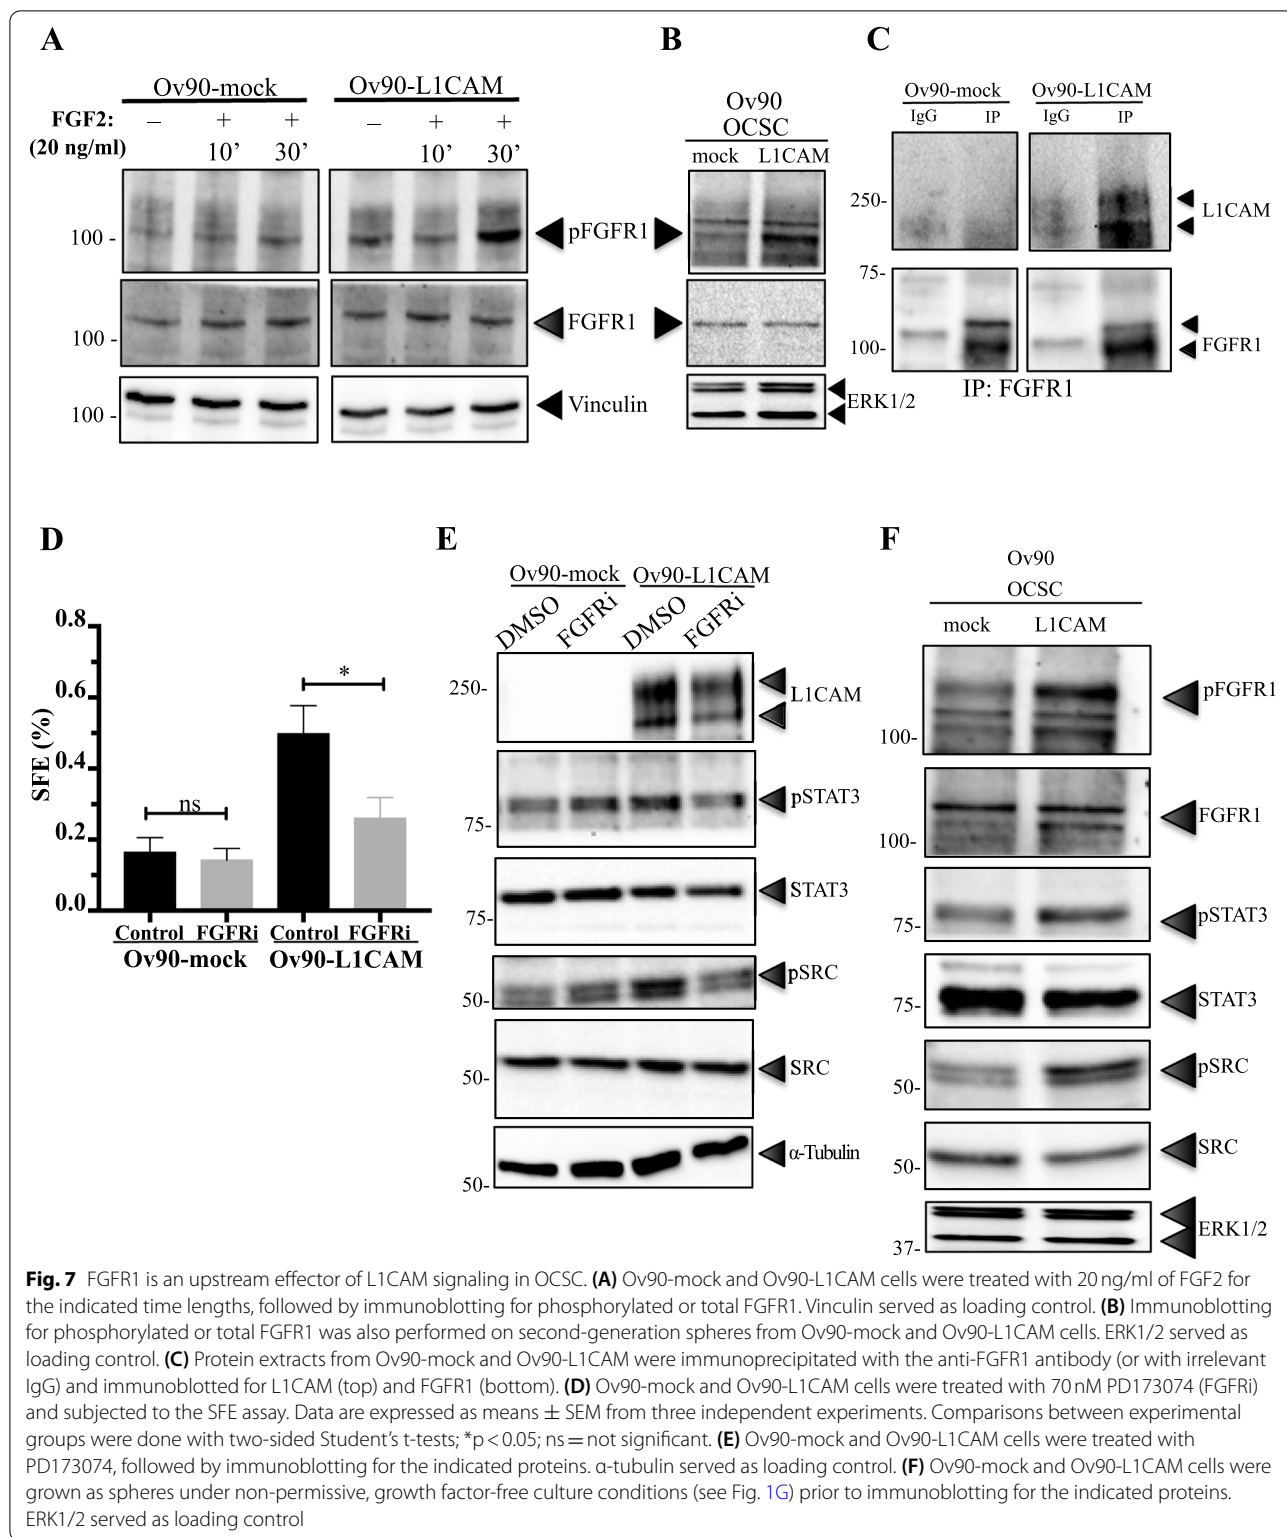 A
Ov90-mock Ov90-L1CAM
FGF2: – + + – + +
(20 ng/ml) 10’ 30’ 10’ 30’
100 -
pFGFR1
100 -
FGFR1
100 -
Vinculin
B
Ov90
OCSC
mock L1CAM
ERK1/2
C
Ov90-mock Ov90-L1CAM
IgG IP IgG IP
250-
L1CAM
75-
100-
FGFR1
IP: FGFR1
D
SFE (%)
0.8
0.6
0.4
0.2
0.0
ns
*
Control FGFRi Control FGFRi
Ov90-mock Ov90-L1CAM
E
Ov90-mock Ov90-L1CAM
DMSO FGFRi DMSO FGFRi
250-
L1CAM
pSTAT3
75-
STAT3
75-
pSRC
50-
SRC
50-
α-Tubulin
50-
F
Ov90
OCSC
mock L1CAM
pFGFR1
100-
FGFR1
100-
pSTAT3
75-
STAT3
75-
pSRC
50-
SRC
50-
ERK1/2
37-
Fig. 7 FGFR1 is an upstream effector of L1CAM signaling in OCSC. (A) Ov90-mock and Ov90-L1CAM cells were treated with 20 ng/ml of FGF2 for
the indicated time lengths, followed by immunoblotting for phosphorylated or total FGFR1. Vinculin served as loading control. (B) Immunoblotting
for phosphorylated or total FGFR1 was also performed on second-generation spheres from Ov90-mock and Ov90-L1CAM cells. ERK1/2 served as
loading control. (C) Protein extracts from Ov90-mock and Ov90-L1CAM were immunoprecipitated with the anti-FGFR1 antibody (or with irrelevant
IgG) and immunoblotted for L1CAM (top) and FGFR1 (bottom). (D) Ov90-mock and Ov90-L1CAM cells were treated with 70 nM PD173074 (FGFRi)
and subjected to the SFE assay. Data are expressed as means ± SEM from three independent experiments. Comparisons between experimental
groups were done with two-sided Student’s t-tests; *p < 0.05; ns = not significant. (E) Ov90-mock and Ov90-L1CAM cells were treated with
PD173074, followed by immunoblotting for the indicated proteins. α-tubulin served as loading control. (F) Ov90-mock and Ov90-L1CAM cells were
grown as spheres under non-permissive, growth factor-free culture conditions (see Fig. 1G) prior to immunoblotting for the indicated proteins.
ERK1/2 served as loading control